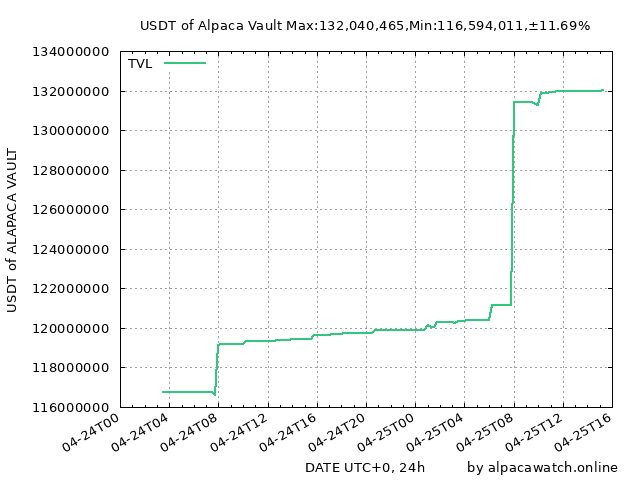 USDT of Alpaca Vault Max:132,040,465,Min:116,594,011,±11.69%
TVL
134000000
132000000
130000000
128000000
126000000
124000000
122000000
120000000
118000000
116000000
USDT of ALAPACA VAULT
04-24T00
04-24T04
04-24T08
04-24T12
04-24T16
04-24T20
04-25T00
04-25T04
04-25T08
04-25T12
04-25T16
DATE UTC+0, 24h
by alpacawatch.online